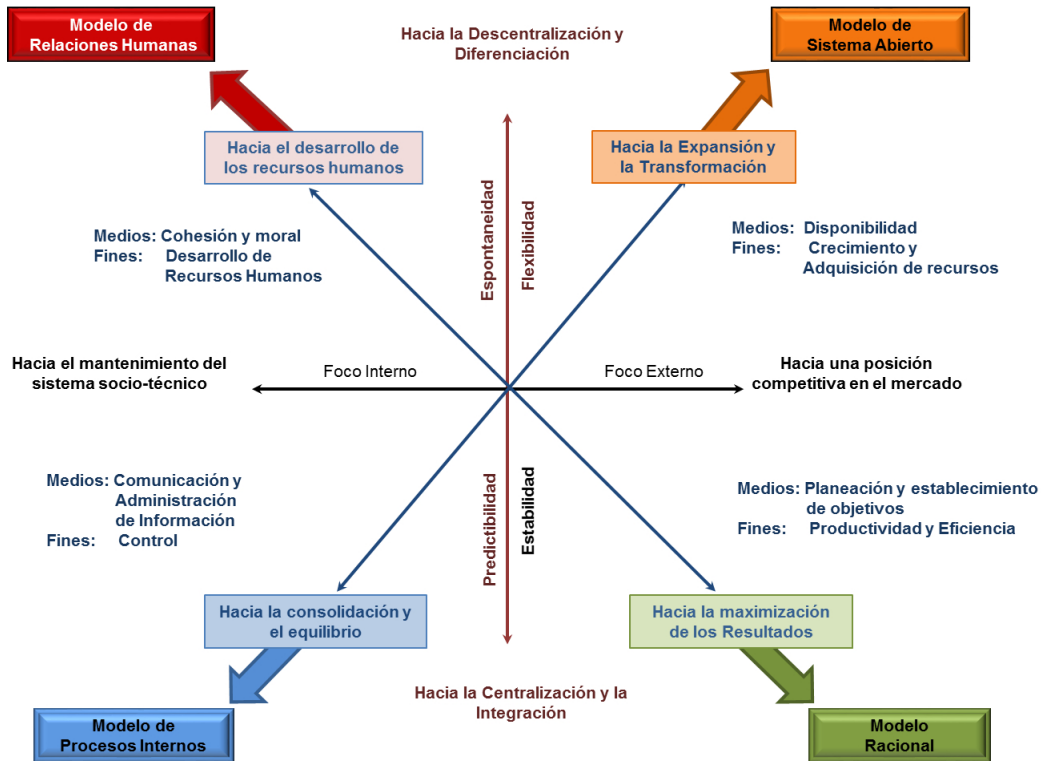 Modelo de
Relaciones Humanas
Hacia la Descentralización y
Diferenciación
Modelo de
Sistema Abierto
Hacia el desarrollo de
los recursos humanos
Hacia la Expansión y
la Transformación
Espontaneidad
Flexibilidad
Medios: Cohesión y moral
Fines: Desarrollo de
Recursos Humanos
Medios: Disponibilidad
Fines: Crecimiento y
Adquisición de recursos
Hacia el mantenimiento del
sistema socio-técnico
Foco Interno
Foco Externo
Hacia una posición
competitiva en el mercado
Medios: Comunicación y
Administración
de Información
Fines: Control
Predictibilidad
Estabilidad
Medios: Planeación y establecimiento
de objetivos
Fines: Productividad y Eficiencia
Hacia la consolidación y
el equilibrio
Hacia la maximización
de los Resultados
Hacia la Centralización y la
Integración
Modelo de
Procesos Internos
Modelo
Racional